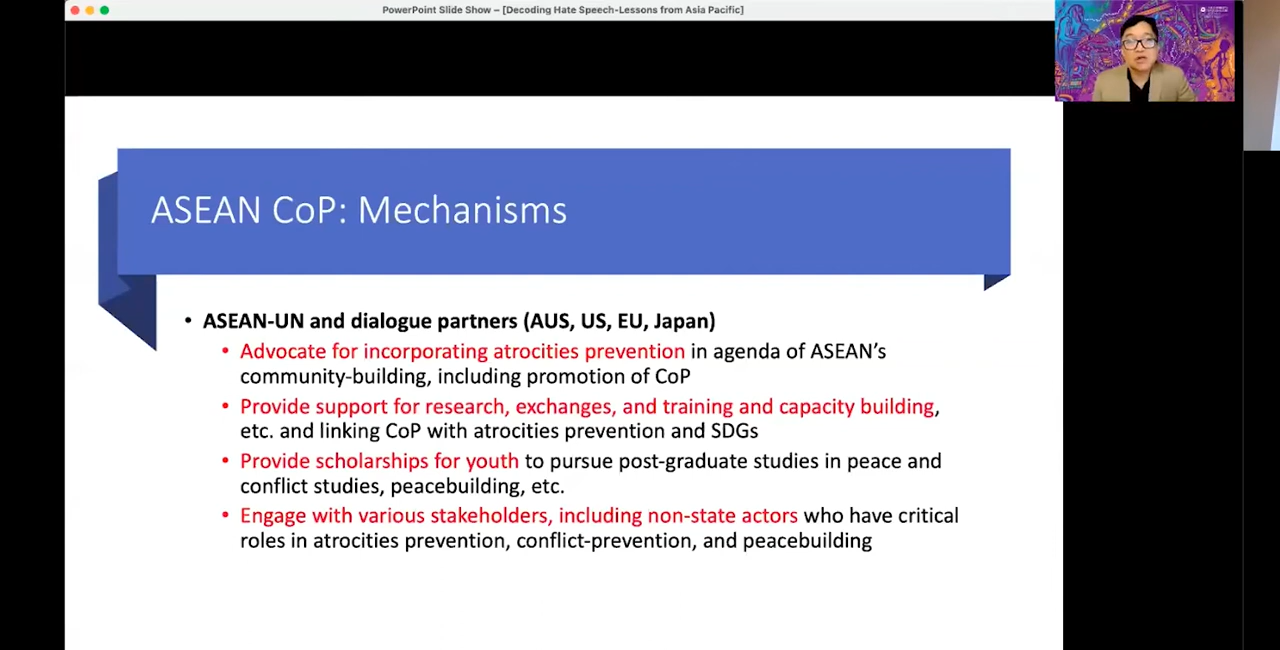 PowerPoint Slide Show – [Decoding Hate Speech-Lessons from Asia Pacific]
ASEAN CoP: Mechanisms
• ASEAN-UN and dialogue partners (AUS, US, EU, Japan)
• Advocate for incorporating atrocities prevention in agenda of ASEAN’s
community-building, including promotion of CoP
• Provide support for research, exchanges, and training and capacity building,
etc. and linking CoP with atrocities prevention and SDGs
• Provide scholarships for youth to pursue post-graduate studies in peace and
conflict studies, peacebuilding, etc.
• Engage with various stakeholders, including non-state actors who have critical
roles in atrocities prevention, conflict-prevention, and peacebuilding